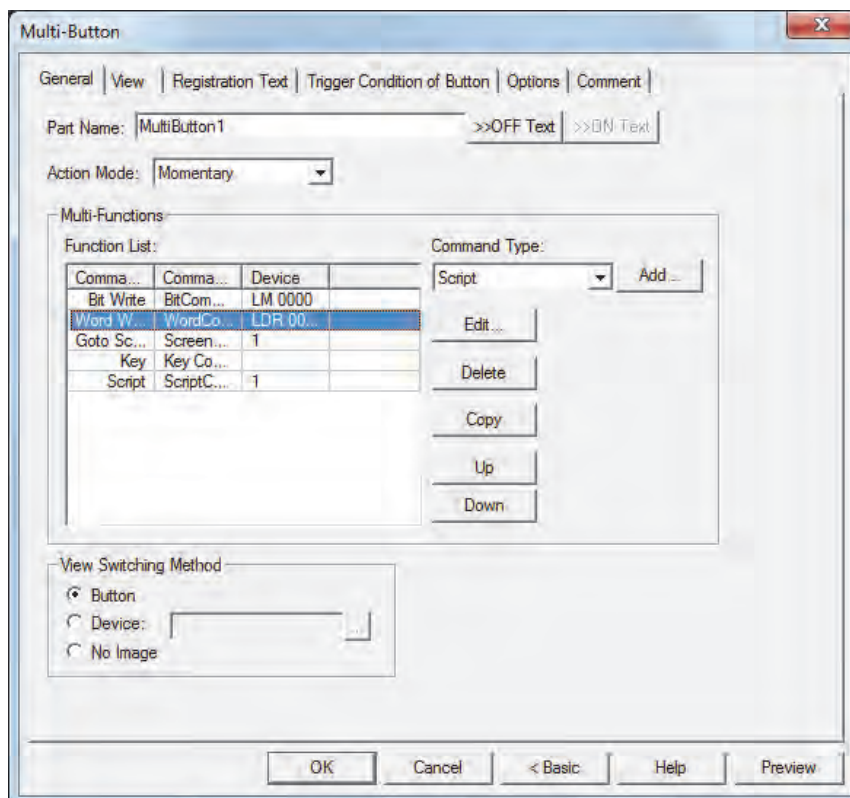 Multi-Button
General View Registration Text Trigger Condition of Button Options Comment
Part Name: MultiButton1 >>OFF Text >>ON Text
Action Mode: Momentary
Multi-Functions
Function List: Command Type:
Comma... Comma... Device Script Add...
Bit Write BitCom... LM 0000
Word W... WordCo... LDR 00... Edit...
Goto Sc... Screen... 1
Key Key Co...
Script ScriptC... 1
Delete
Copy
Up
Down
View Switching Method
Button
Device: ...
No Image
OK Cancel < Basic Help Preview